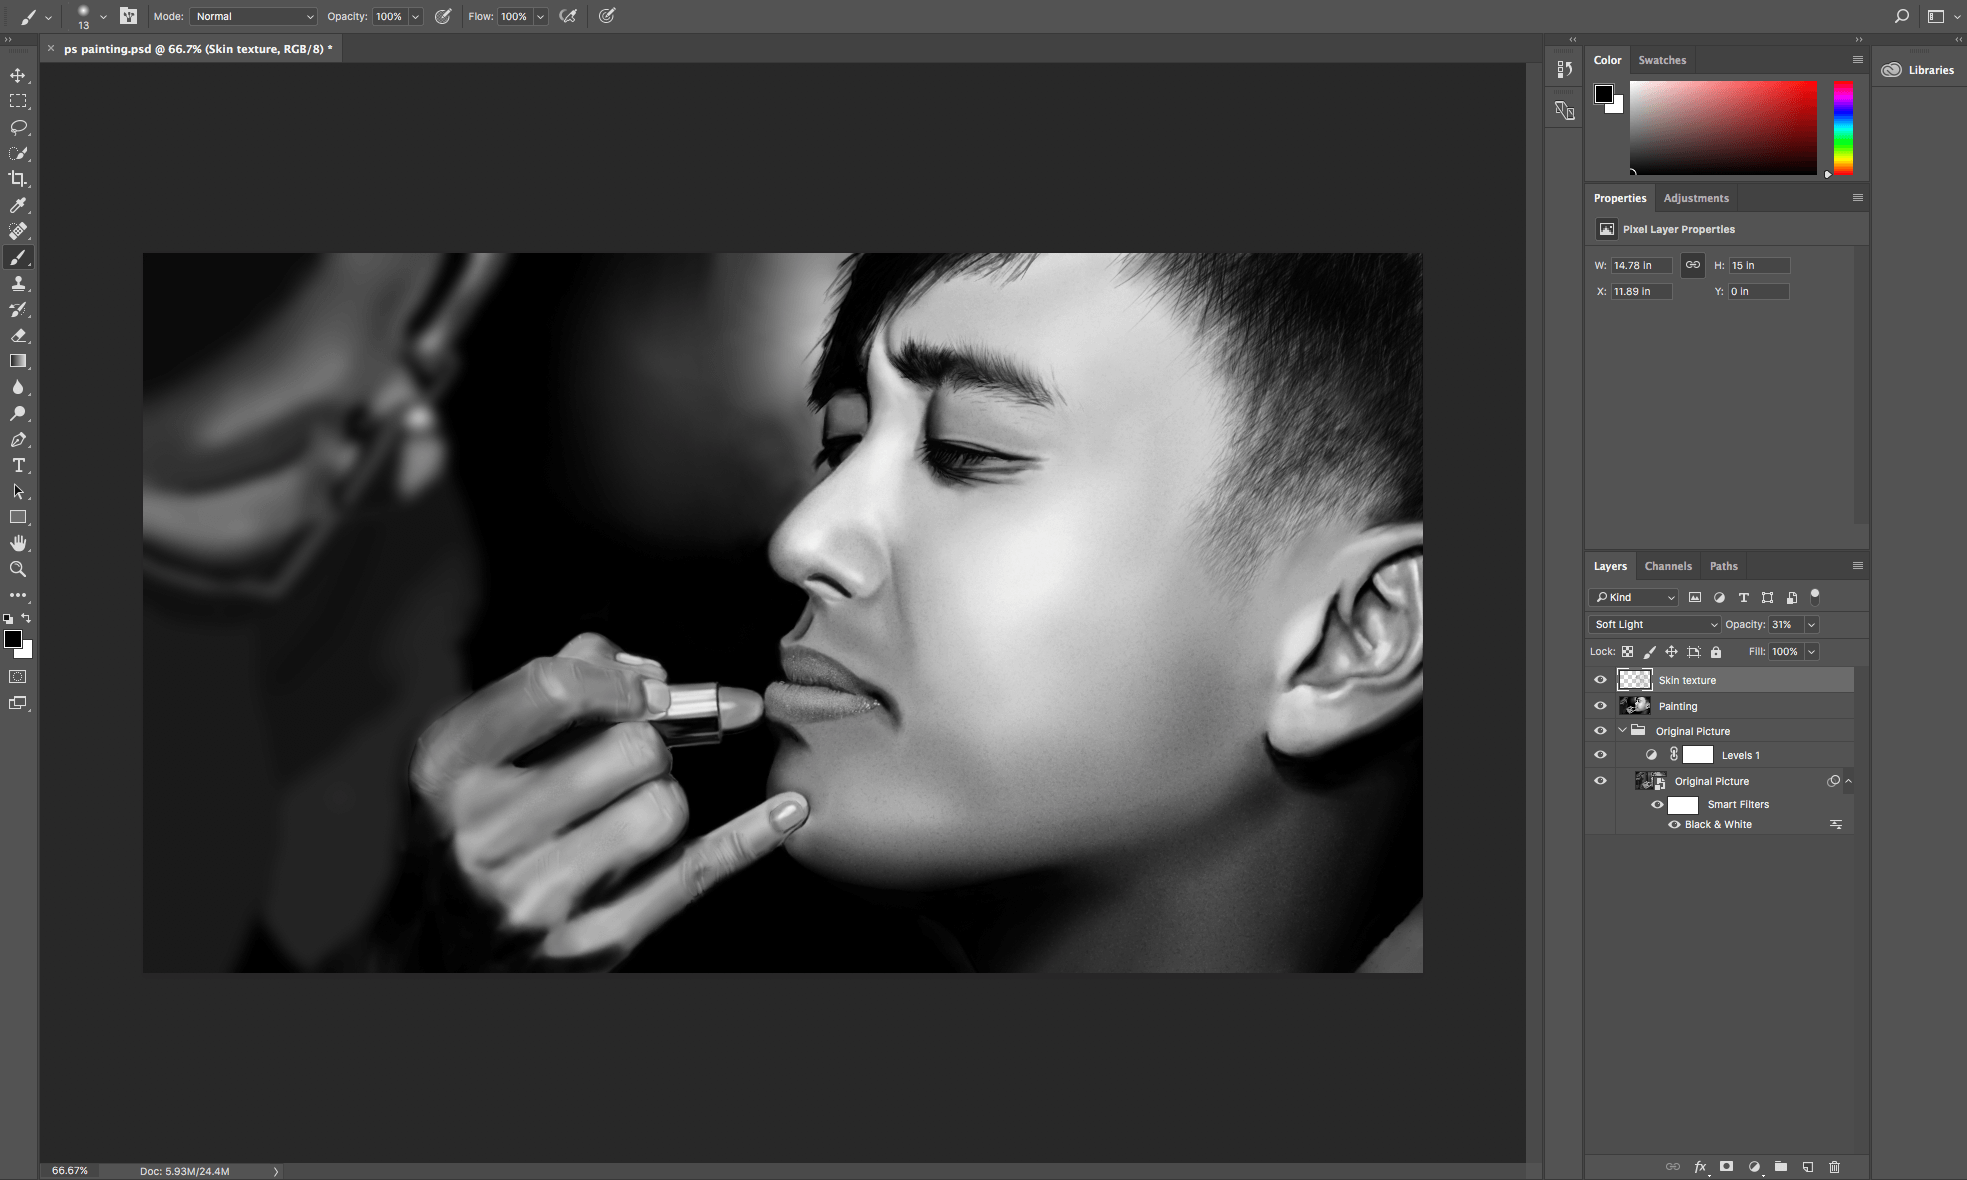 13
Mode: Normal
Opacity: 100%
Flow: 100%
ps painting.psd @ 66.7% (Skin texture, RGB/8) *
Color Swatches
Libraries
Properties Adjustments
Pixel Layer Properties
W: 14.78 in H: 15 in
X: 11.89 in Y: 0 in
Layers Channels Paths
Kind
Soft Light Opacity: 31%
Lock: Fill: 100%
Skin texture
Painting
Original Picture
Levels 1
Original Picture
Smart Filters
Black & White
fx
66.67% Doc: 5.93M/24.4M